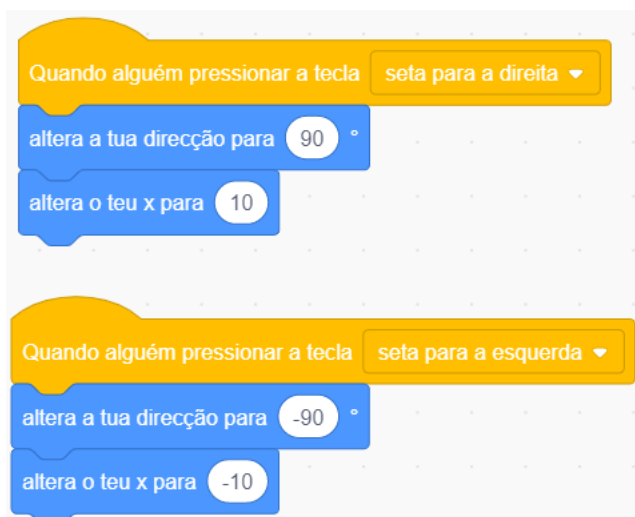 Quando alguém pressionar a tecla seta para a direita
altera a tua direcção para 90 °
altera o teu x para 10
Quando alguém pressionar a tecla seta para a esquerda
altera a tua direcção para -90 °
altera o teu x para -10